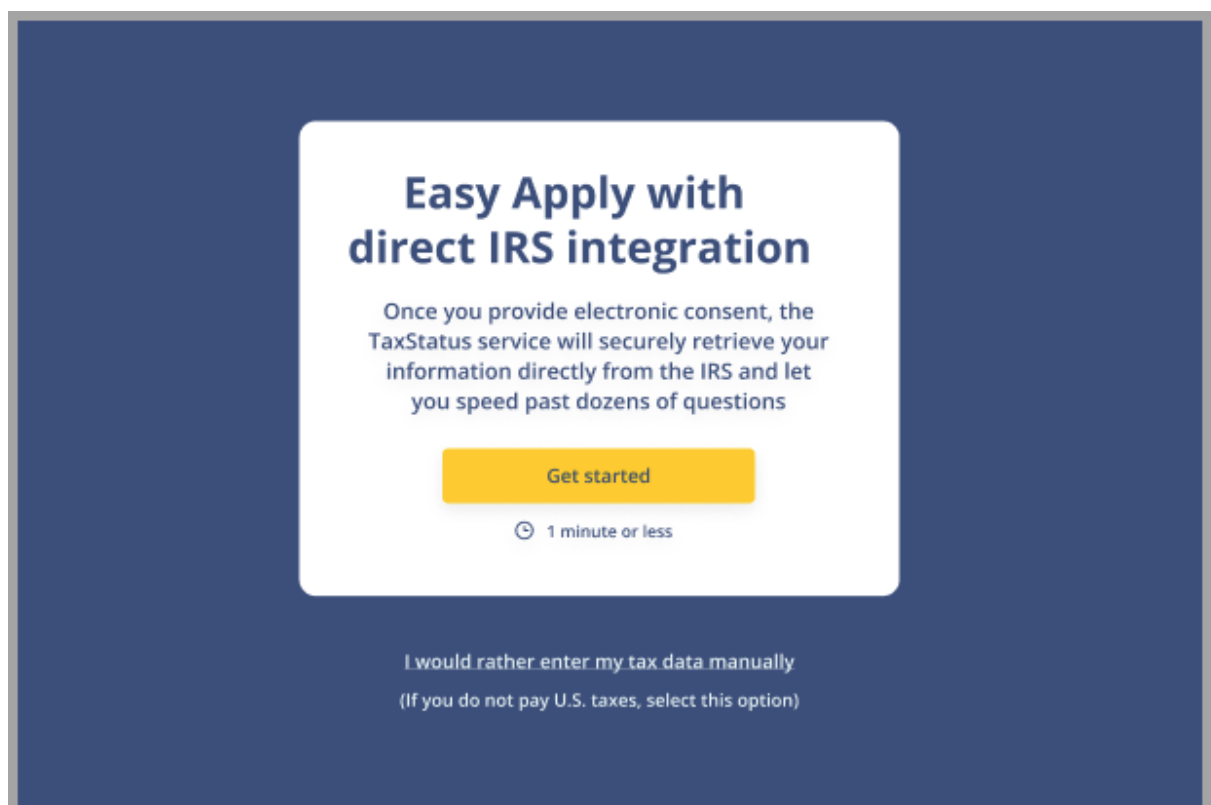 Easy Apply with
direct IRS integration
Once you provide electronic consent, the
TaxStatus service will securely retrieve your
information directly from the IRS and let
you speed past dozens of questions
Get started
1 minute or less
I would rather enter my tax data manually
(If you do not pay U.S. taxes, select this option)